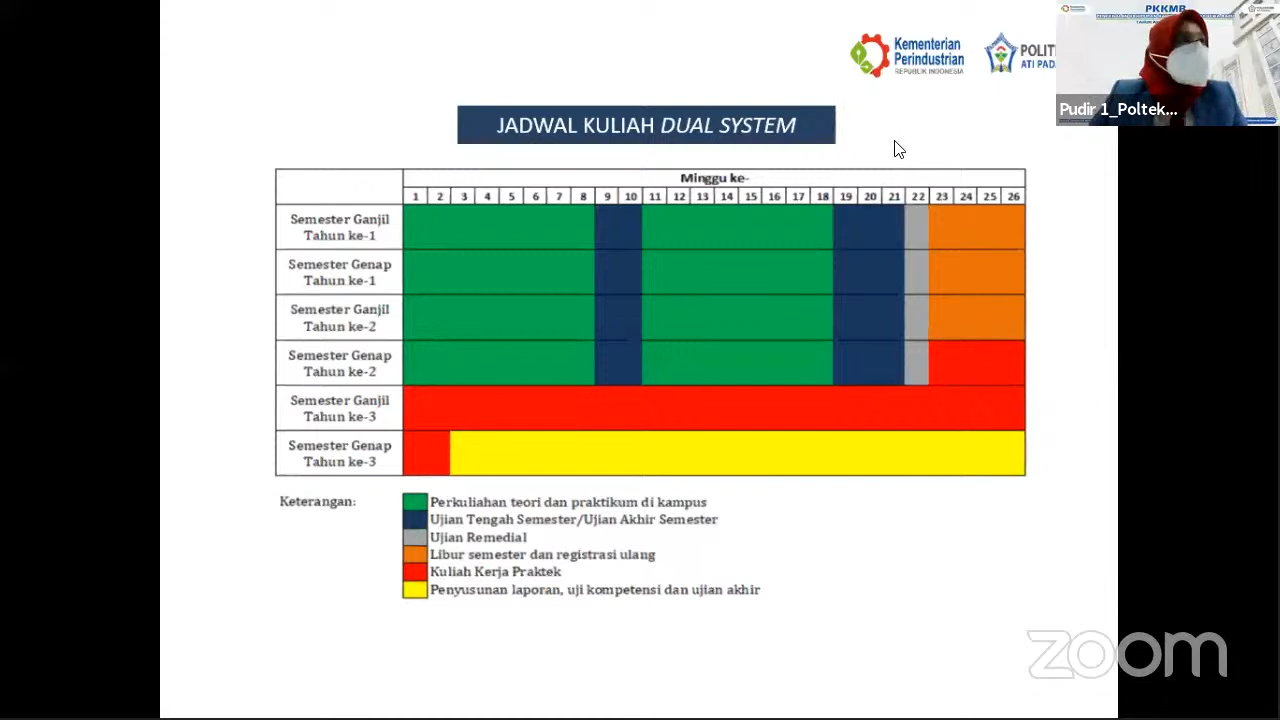 Kementerian
Perindustrian
REPUBLIK INDONESIA
ATI
PKKMB
Pudir 1_Poltek...
JADWAL KULIAH DUAL SYSTEM
Minggu ke-
1 2 3 4 5 6 7 8 9 10 11 12 13 14 15 16 17 18 19 20 21 22 23 24 25 26
Semester Ganjil
Tahun ke-1
Semester Genap
Tahun ke-1
Semester Ganjil
Tahun ke-2
Semester Genap
Tahun ke-2
Semester Ganjil
Tahun ke-3
Semester Genap
Tahun ke-3
Keterangan:
Perkuliahan teori dan praktikum di kampus
Ujian Tengah Semester/Ujian Akhir Semester
Ujian Remedial
Libur semester dan registrasi ulang
Kuliah Kerja Praktek
Penyusunan laporan, uji kompetensi dan ujian akhir
zoom